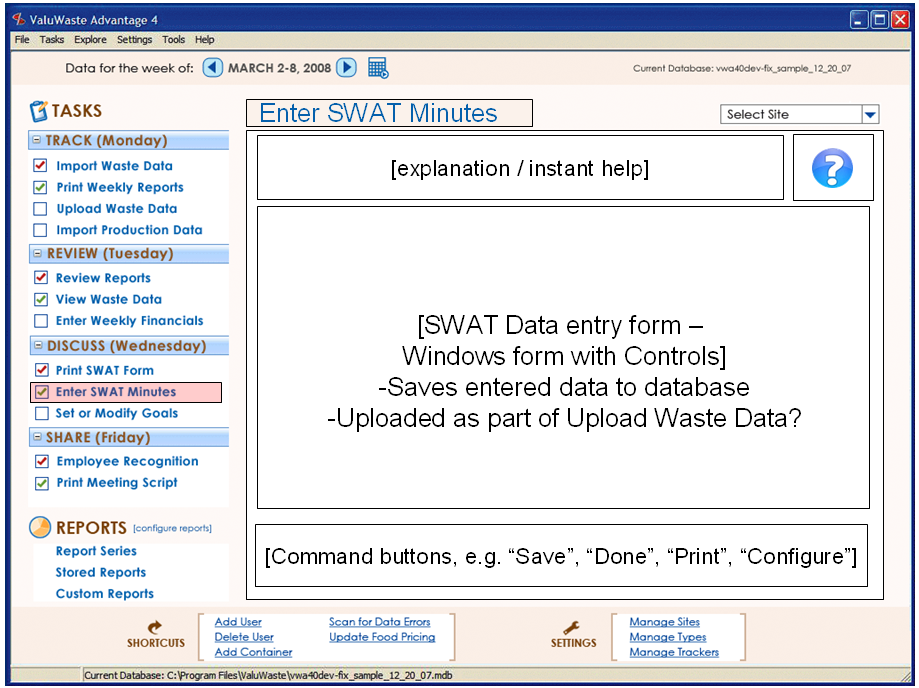 ValuWaste Advantage 4
File Tasks Explore Settings Tools Help
Data for the week of: MARCH 2-8, 2008
Current Database: vwa40dev-fix_sample_12_20_07
TASKS
TRACK (Monday)
Import Waste Data
Print Weekly Reports
Upload Waste Data
Import Production Data
REVIEW (Tuesday)
Review Reports
View Waste Data
Enter Weekly Financials
DISCUSS (Wednesday)
Print SWAT Form
Enter SWAT Minutes
Set or Modify Goals
SHARE (Friday)
Employee Recognition
Print Meeting Script
REPORTS [configure reports]
Report Series
Stored Reports
Custom Reports
Enter SWAT Minutes
Select Site
[explanation / instant help]
?
[SWAT Data entry form –
Windows form with Controls]
-Saves entered data to database
-Uploaded as part of Upload Waste Data?
[Command buttons, e.g. “Save”, “Done”, “Print”, “Configure”]
SHORTCUTS
Add User
Delete User
Add Container
Scan for Data Errors
Update Food Pricing
SETTINGS
Manage Sites
Manage Types
Manage Trackers
Current Database: C:\Program Files\ValuWaste\vwa40dev-fix_sample_12_20_07.mdb